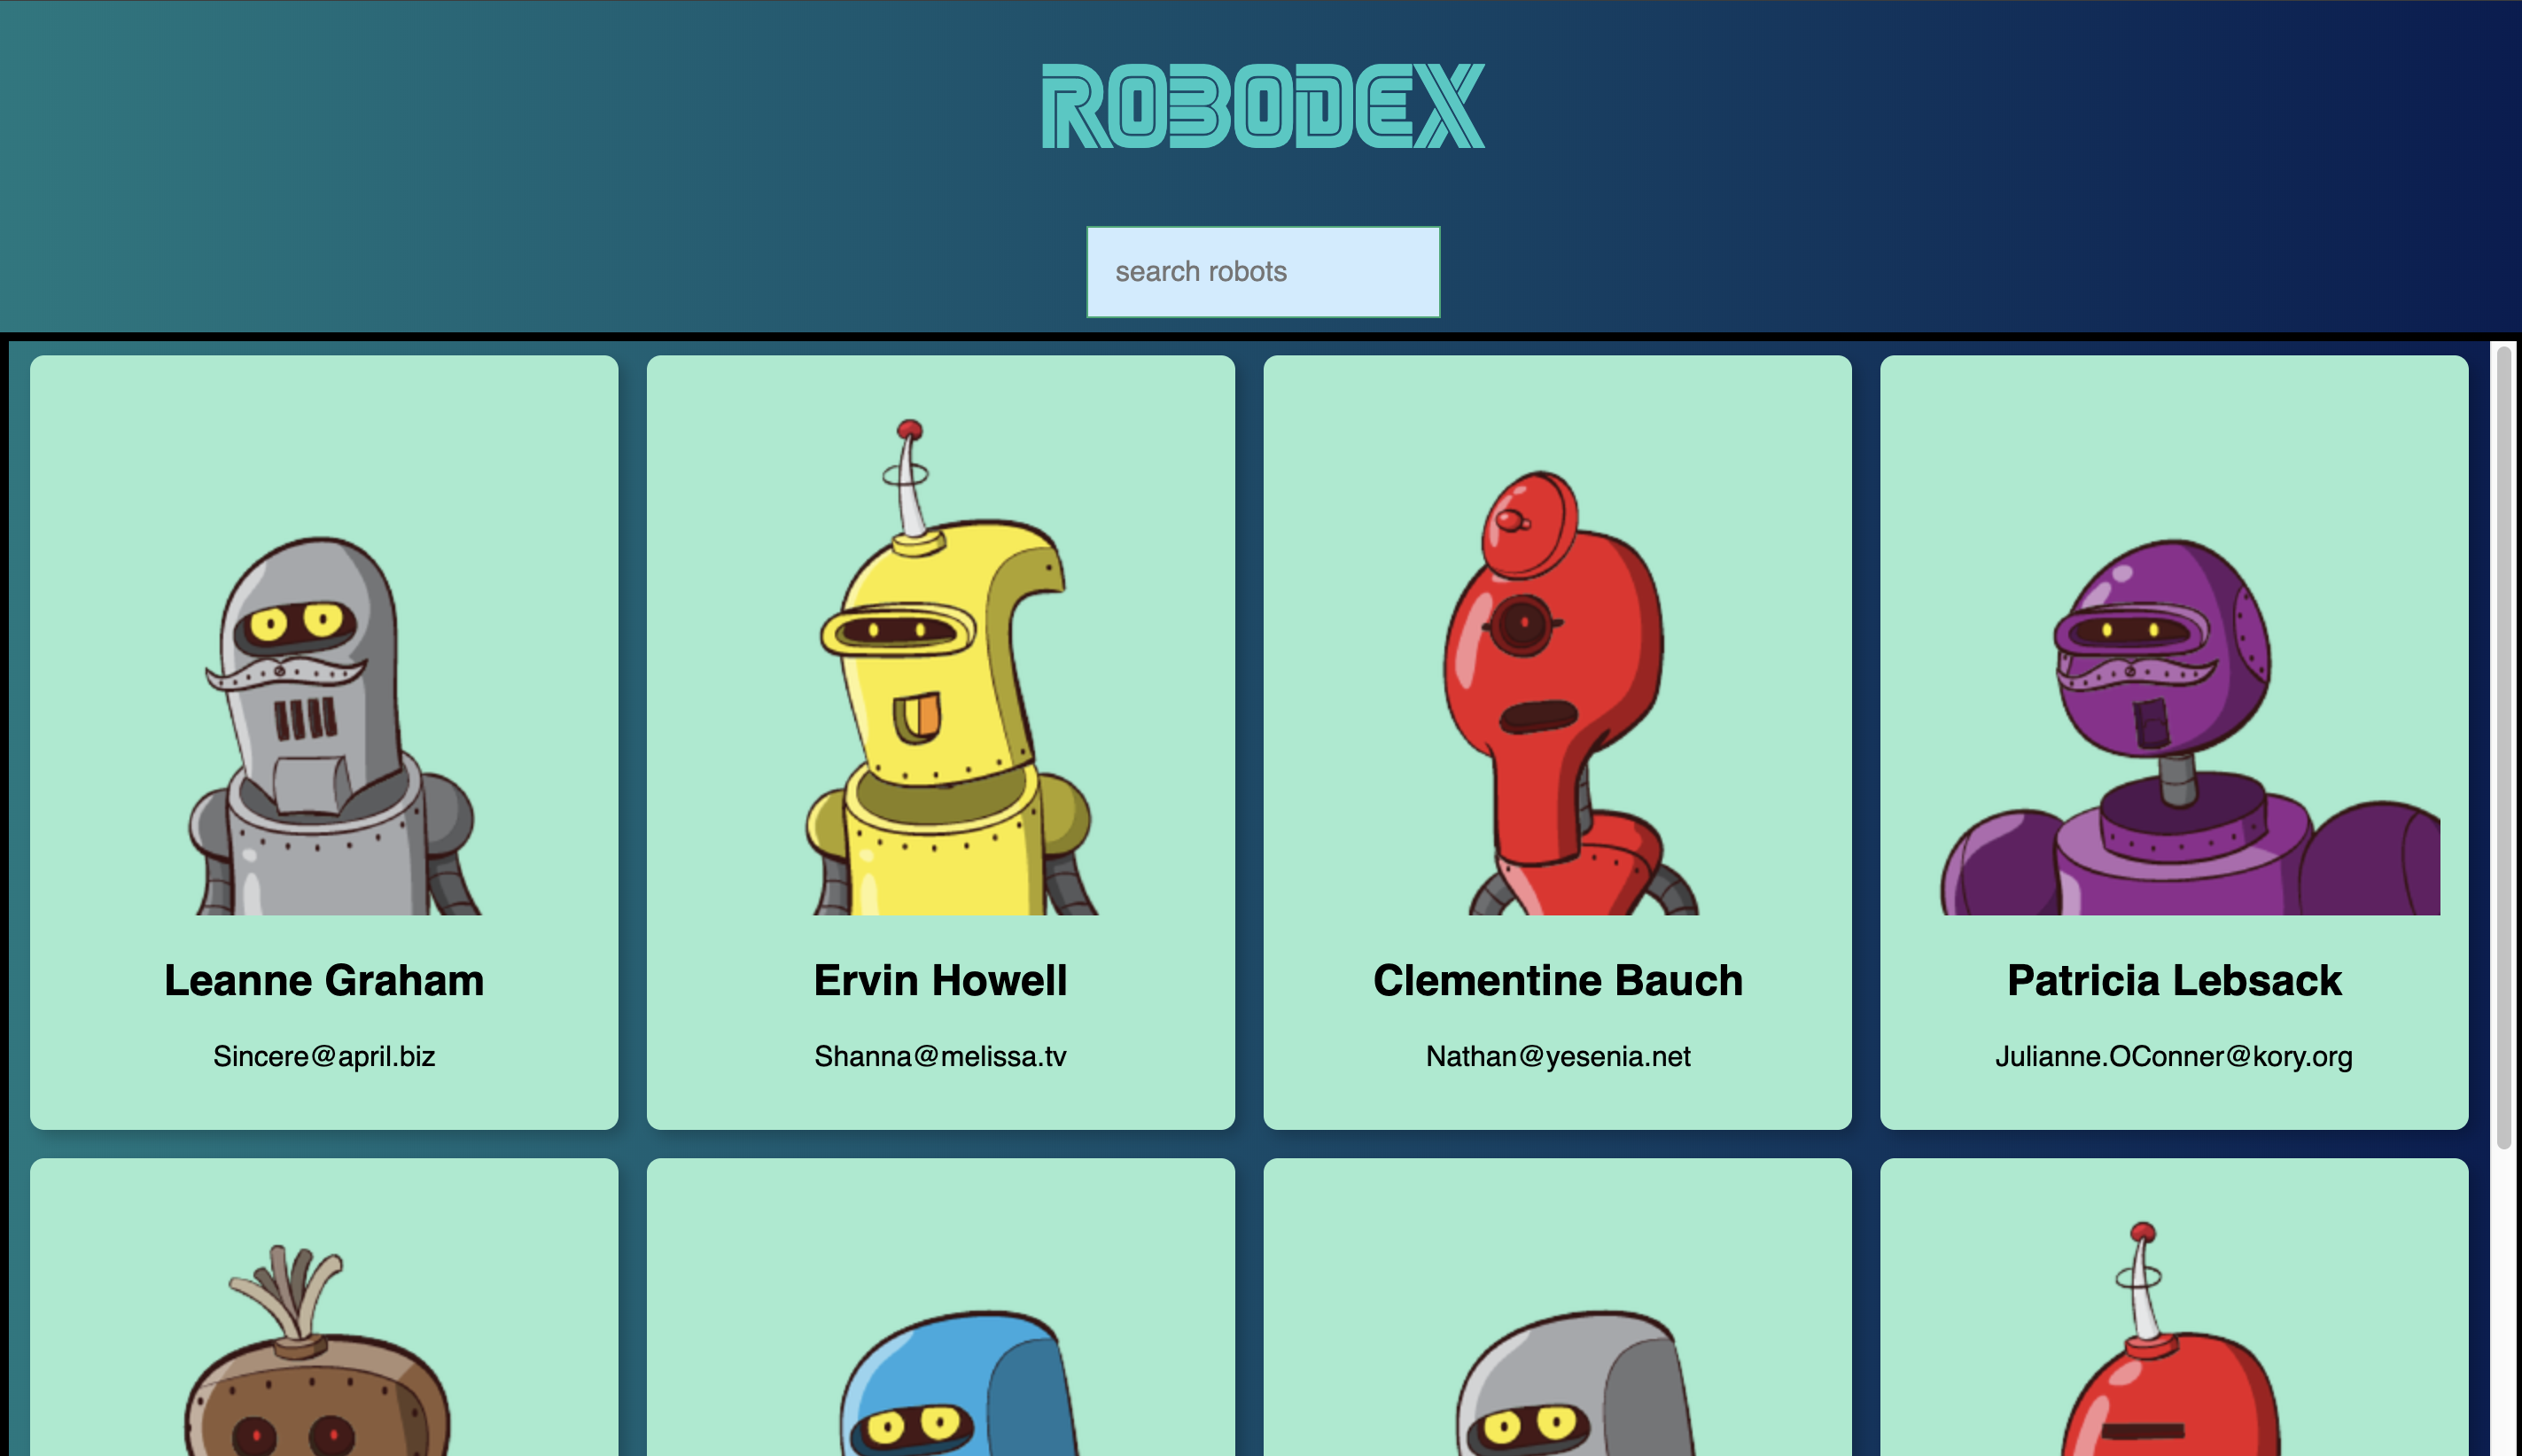 ROBODEX
search robots
Leanne Graham
Sincere@april.biz
Ervin Howell
Shanna@melissa.tv
Clementine Bauch
Nathan@yesenia.net
Patricia Lebsack
Julianne.OConner@kory.org